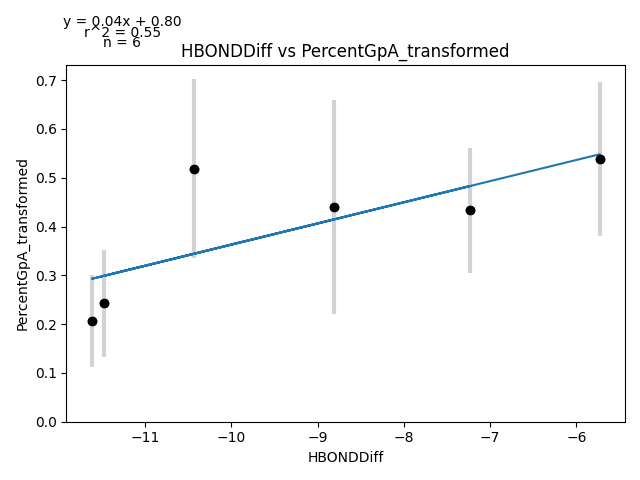 y = 0.04x + 0.80
r^2 = 0.55
n = 6
HBONDDiff vs PercentGpA_transformed
PercentGpA_transformed
0.7
0.6
0.5
0.4
0.3
0.2
0.1
0.0
−11
−10
−9
−8
−7
−6
HBONDDiff